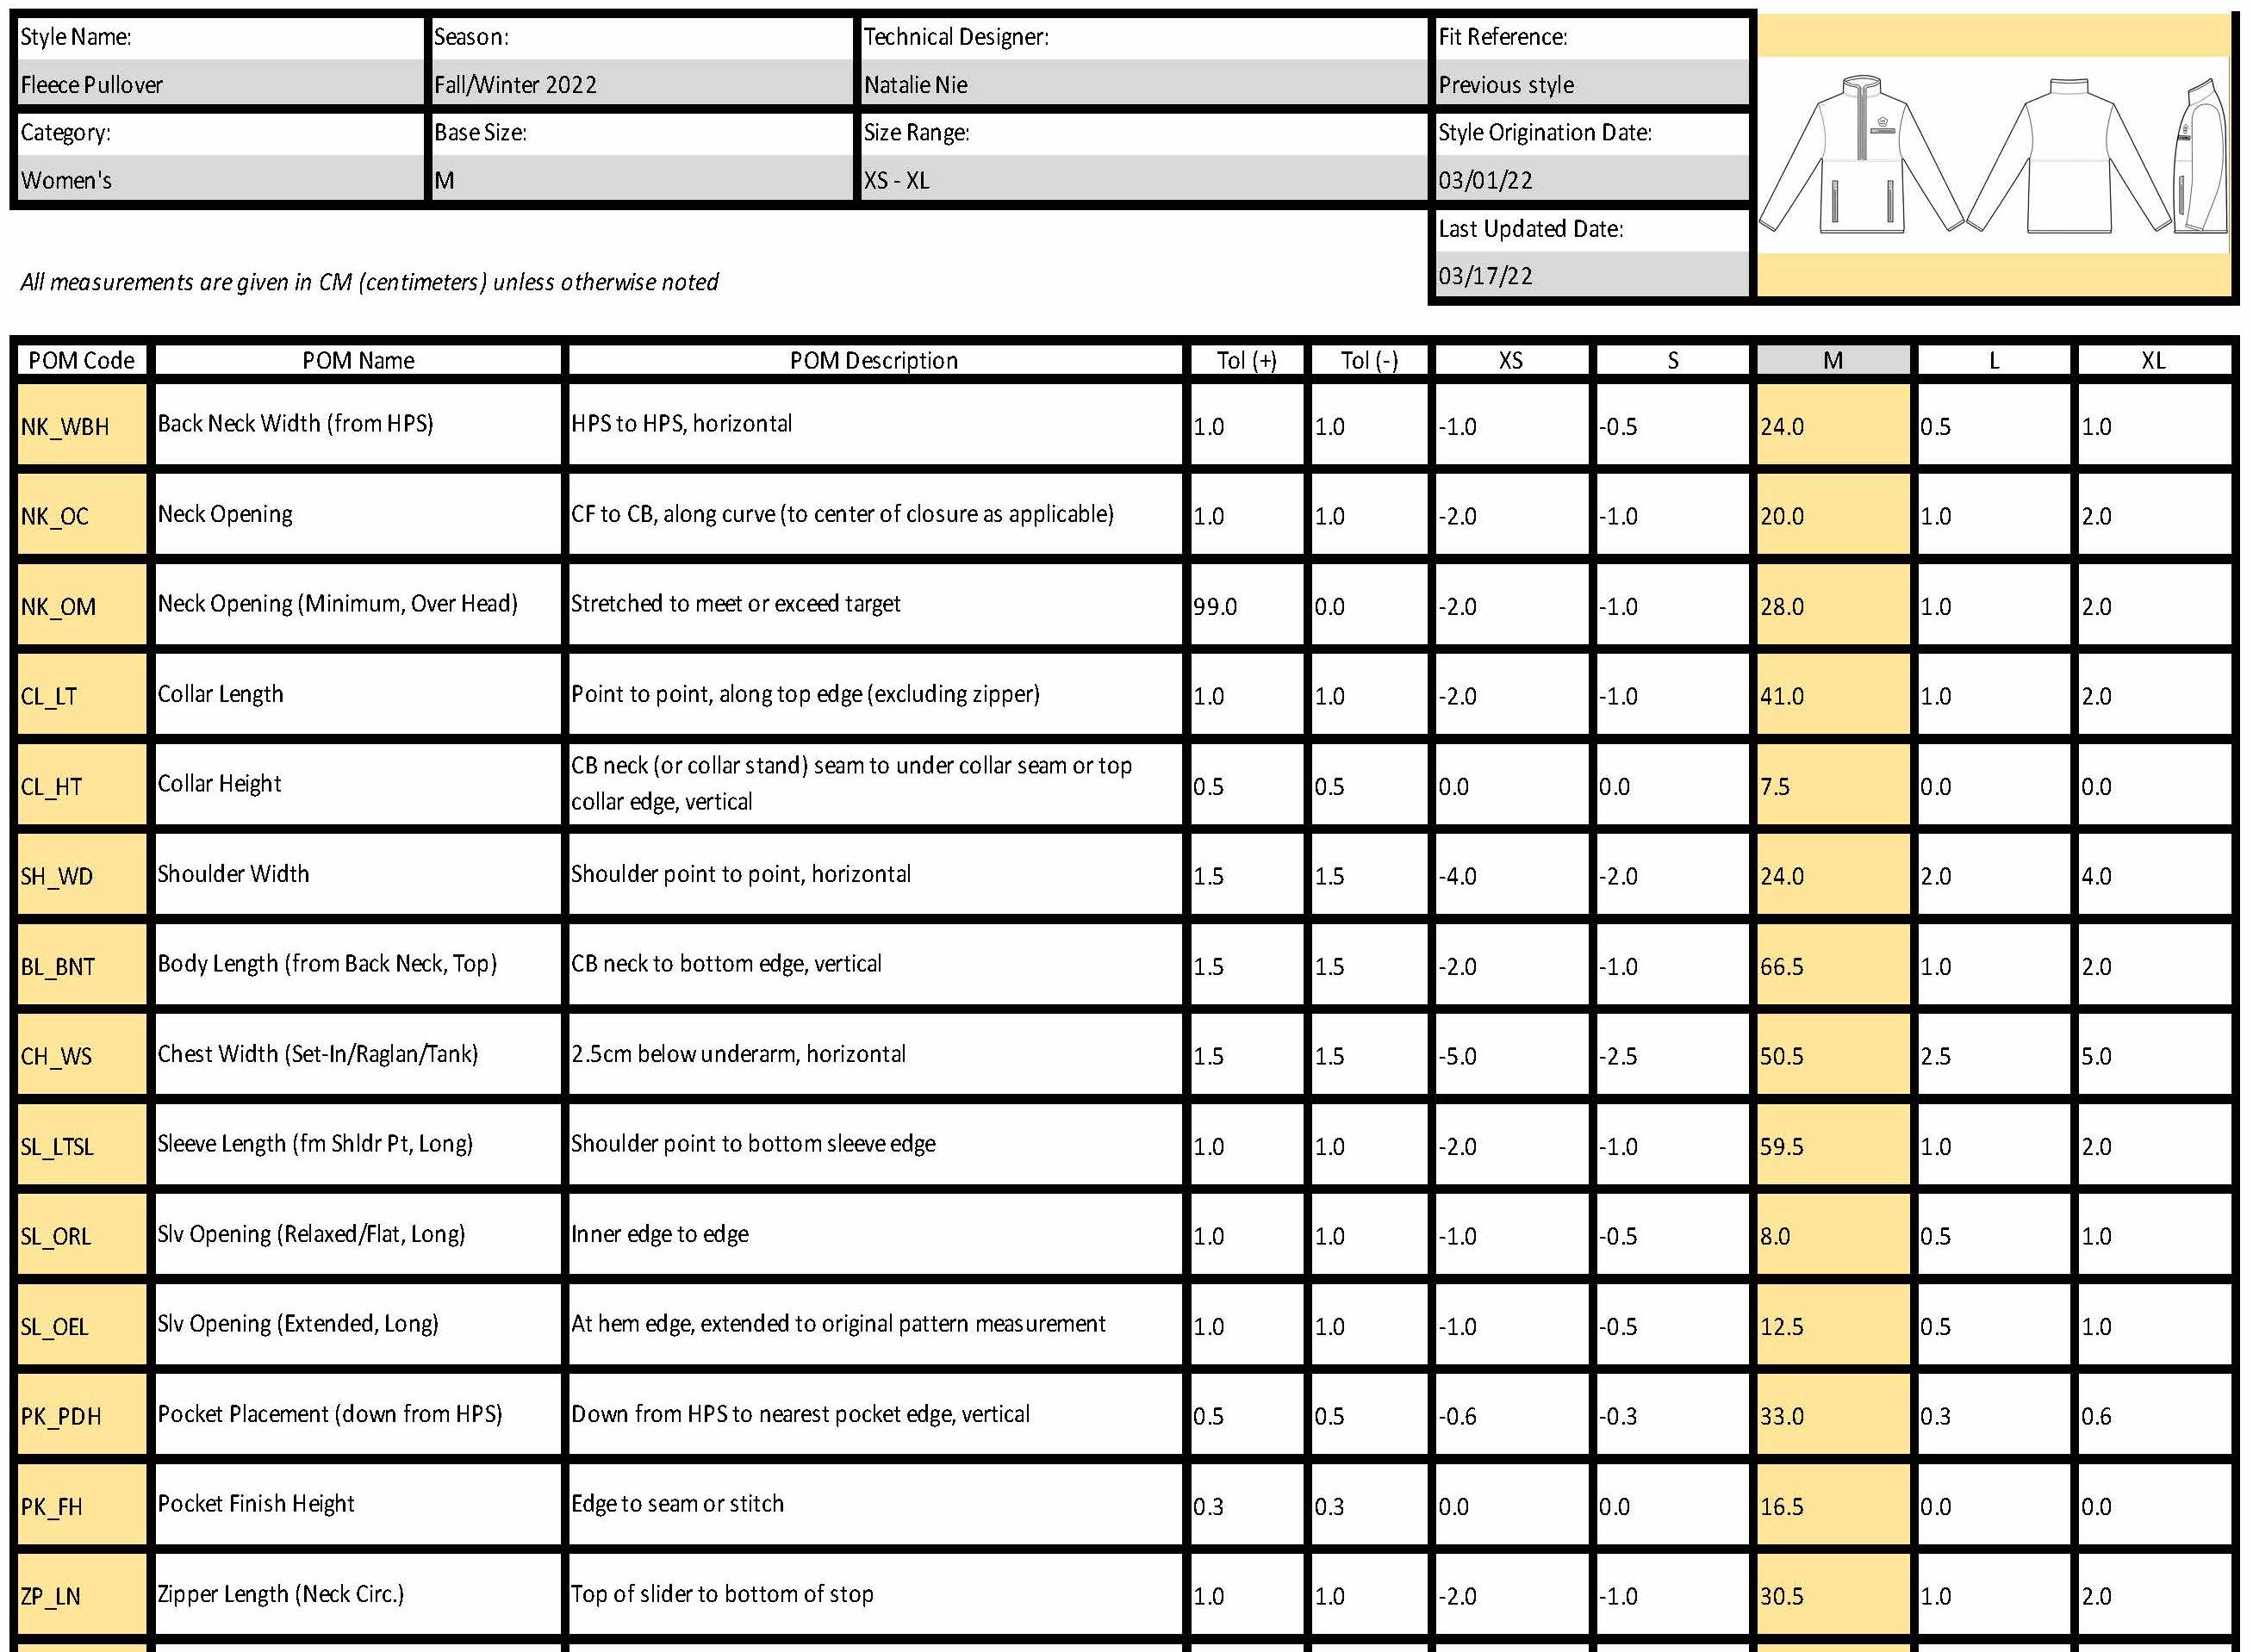 Style Name: Season: Technical Designer: Fit Reference:
Fleece Pullover Fall/Winter 2022 Natalie Nie Previous style
Category: Base Size: Size Range: Style Origination Date:
Women's M XS - XL 03/01/22
Last Updated Date:
All measurements are given in CM (centimeters) unless otherwise noted 03/17/22
POM Code POM Name POM Description Tol (+) Tol (-) XS S M L XL
NK_WBH Back Neck Width (from HPS) HPS to HPS, horizontal 1.0 1.0 -1.0 -0.5 24.0 0.5 1.0
NK_OC Neck Opening CF to CB, along curve (to center of closure as applicable) 1.0 1.0 -2.0 -1.0 20.0 1.0 2.0
NK_OM Neck Opening (Minimum, Over Head) Stretched to meet or exceed target 99.0 0.0 -2.0 -1.0 28.0 1.0 2.0
CL_LT Collar Length Point to point, along top edge (excluding zipper) 1.0 1.0 -2.0 -1.0 41.0 1.0 2.0
CL_HT Collar Height CB neck (or collar stand) seam to under collar seam or top
collar edge, vertical 0.5 0.5 0.0 0.0 7.5 0.0 0.0
SH_WD Shoulder Width Shoulder point to point, horizontal 1.5 1.5 -4.0 -2.0 24.0 2.0 4.0
BL_BNT Body Length (from Back Neck, Top) CB neck to bottom edge, vertical 1.5 1.5 -2.0 -1.0 66.5 1.0 2.0
CH_WS Chest Width (Set-In/Raglan/Tank) 2.5cm below underarm, horizontal 1.5 1.5 -5.0 -2.5 50.5 2.5 5.0
SL_LTSL Sleeve Length (fm Shldr Pt, Long) Shoulder point to bottom sleeve edge 1.0 1.0 -2.0 -1.0 59.5 1.0 2.0
SL_ORL Slv Opening (Relaxed/Flat, Long) Inner edge to edge 1.0 1.0 -1.0 -0.5 8.0 0.5 1.0
SL_OEL Slv Opening (Extended, Long) At hem edge, extended to original pattern measurement 1.0 1.0 -1.0 -0.5 12.5 0.5 1.0
PK_PDH Pocket Placement (down from HPS) Down from HPS to nearest pocket edge, vertical 0.5 0.5 -0.6 -0.3 33.0 0.3 0.6
PK_FH Pocket Finish Height Edge to seam or stitch 0.3 0.3 0.0 0.0 16.5 0.0 0.0
ZP_LN Zipper Length (Neck Circ.) Top of slider to bottom of stop 1.0 1.0 -2.0 -1.0 30.5 1.0 2.0